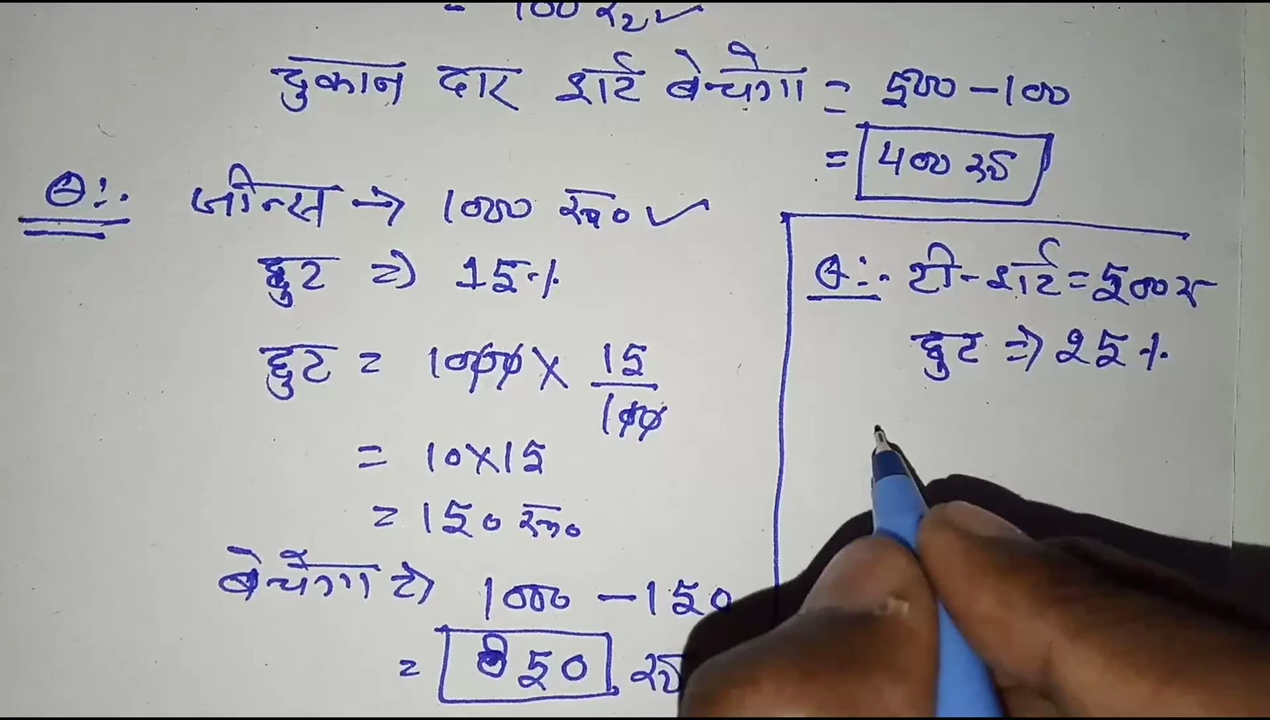 = 100 रू ✓
दुकान दार शर्ट बेचेगा = 500 - 100
= 400 रू
Q:-. जीन्स → 1000 रू० ✓
छुट => 15%
छुट = 1000 × 15/100
= 10×15
= 150 रू०
बेचेगा => 1000 - 150
= 850 रू
Q:-. टी-शर्ट = 500 रु
छुट => 25%